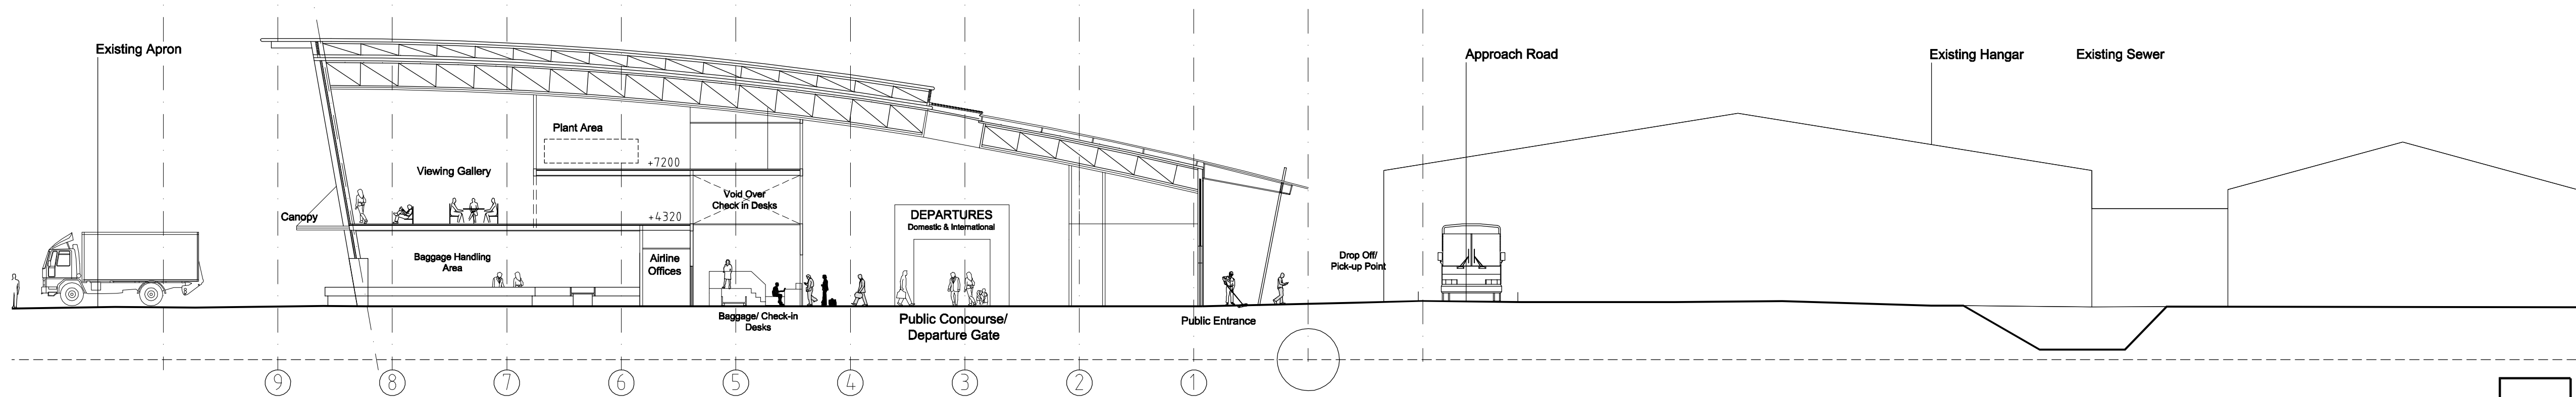 Existing Apron
Approach Road
Existing Hangar
Existing Sewer
Plant Area
+7200
Viewing Gallery
Void Over
Check in Desks
Canopy
+4320
DEPARTURES
Domestic & International
Baggage Handling
Area
Airline
Offices
Drop Off/
Pick-up Point
Baggage/ Check-in
Desks
Public Concourse/
Departure Gate
Public Entrance
9
8
7
6
5
4
3
2
1